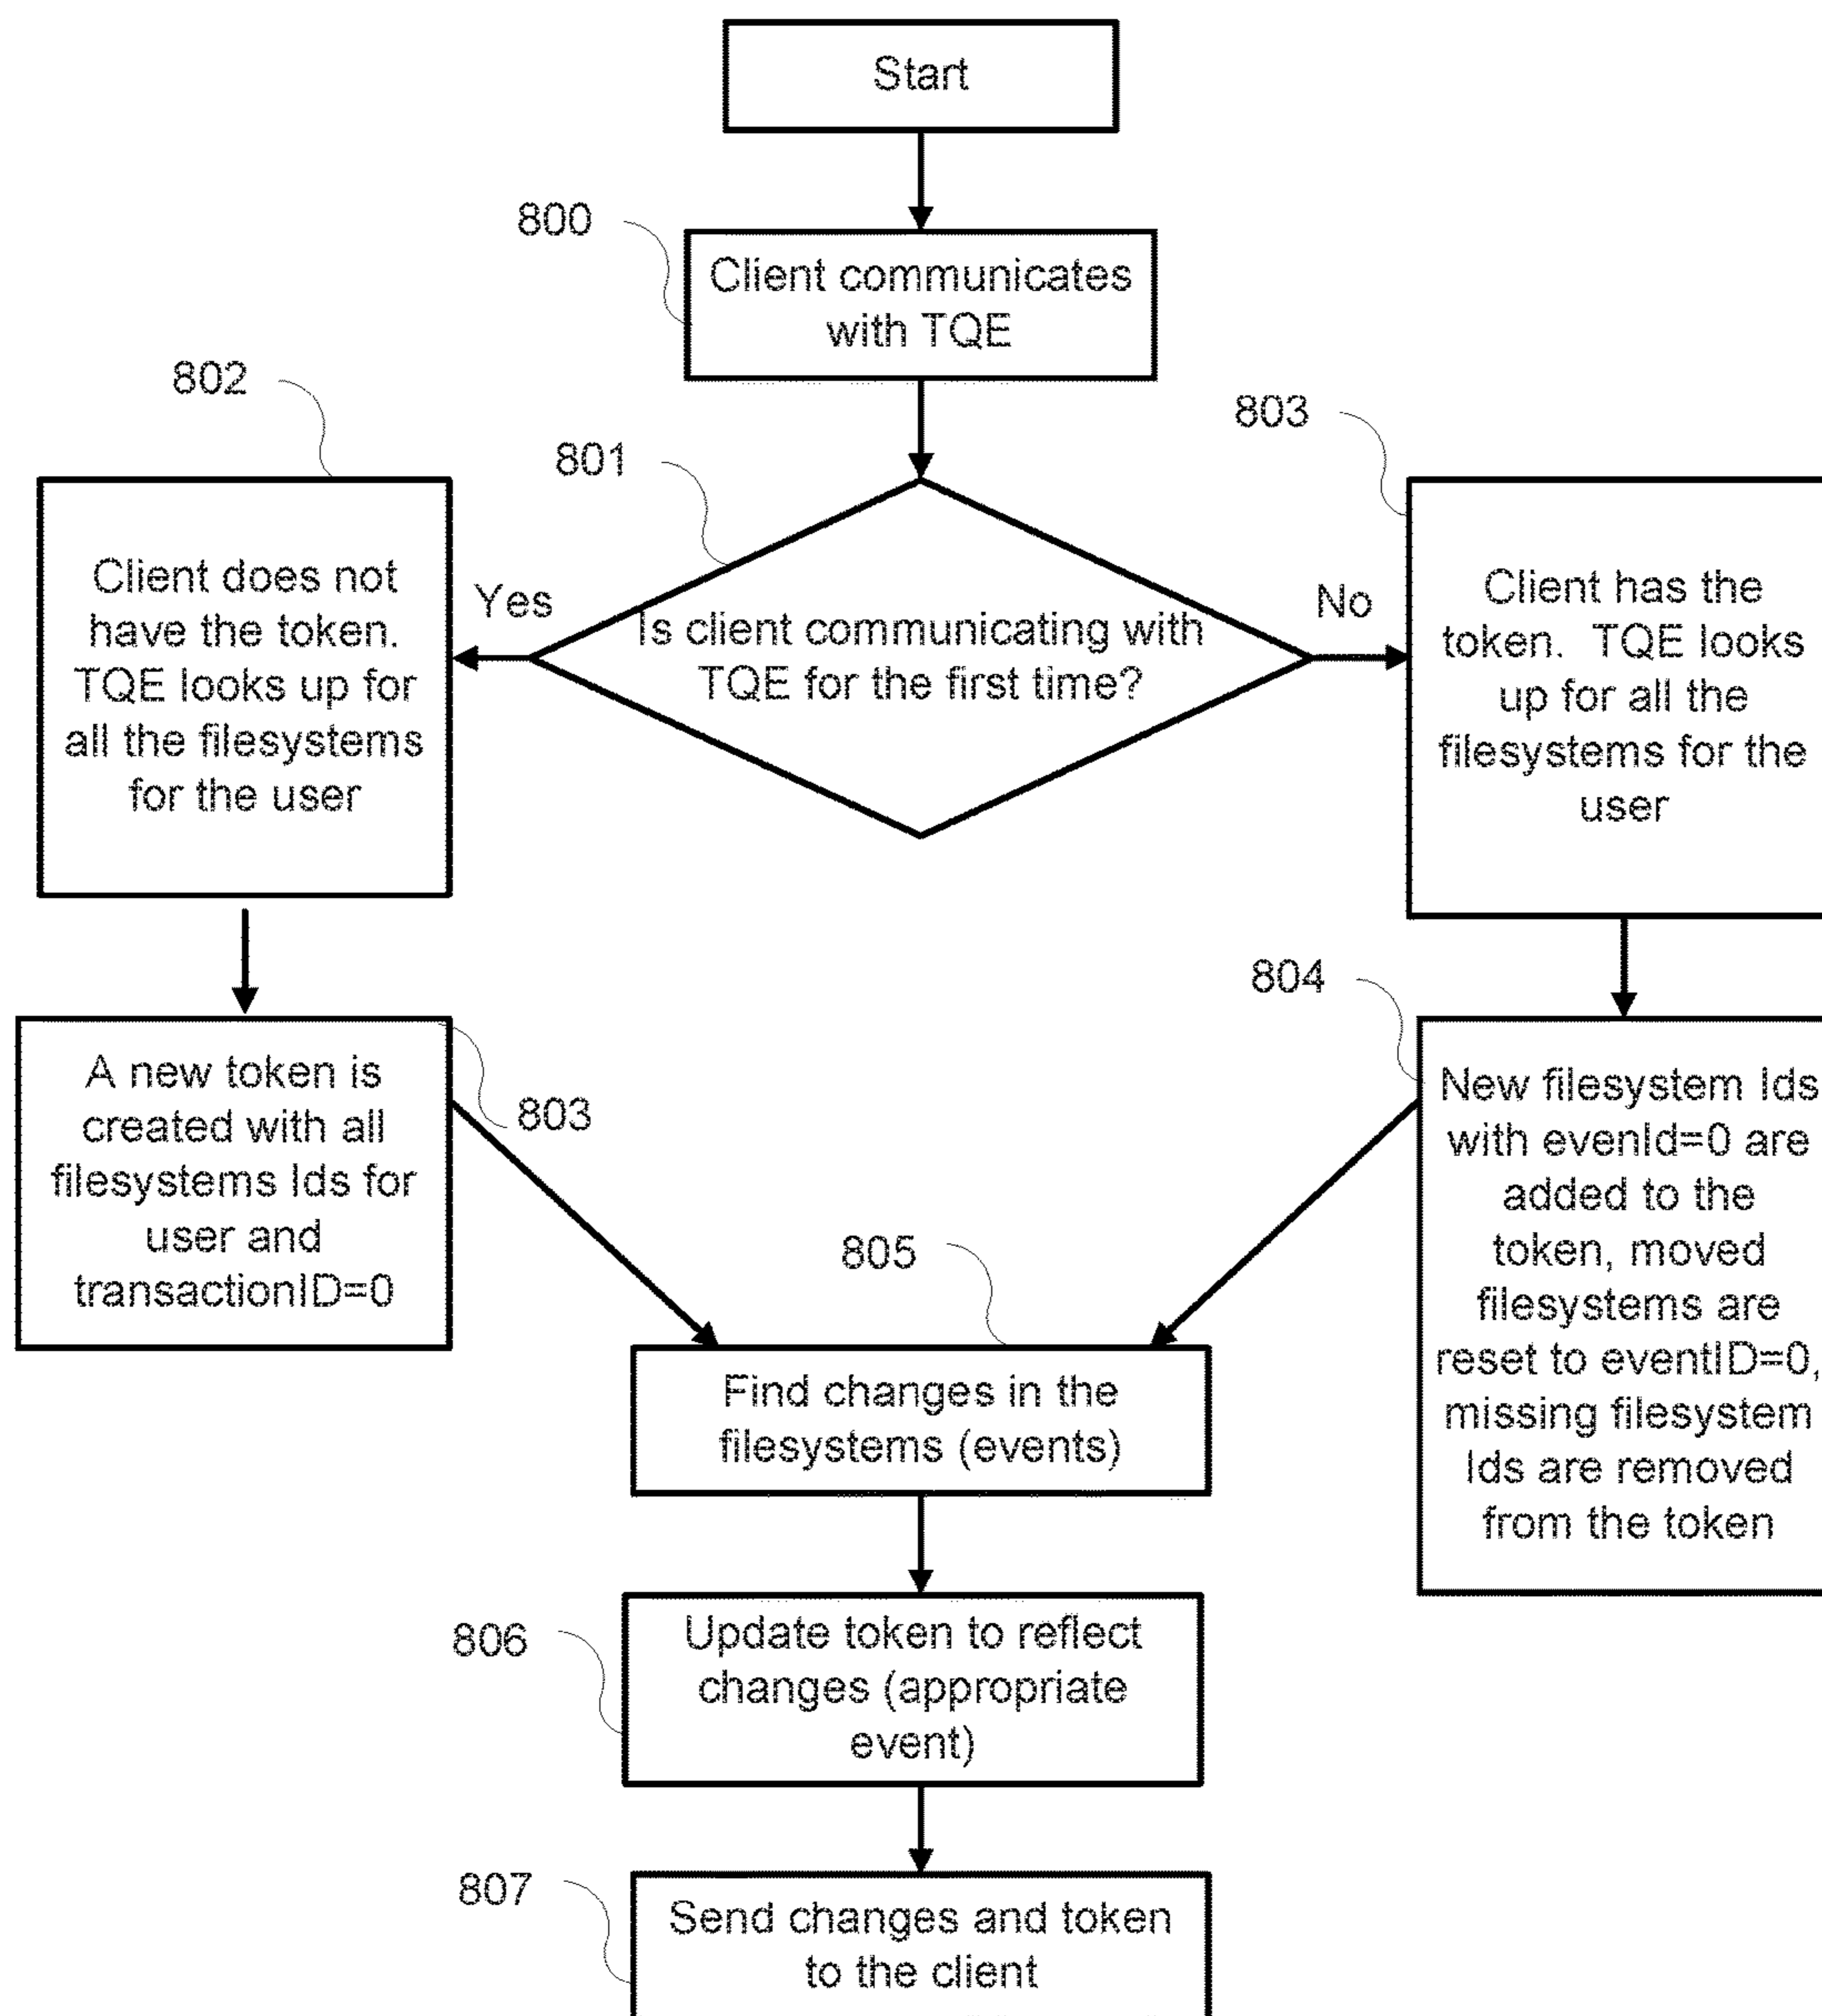 Start
800
Client communicates
with TQE
802
801
803
Client does not
have the token.
TQE looks up for
all the filesystems
for the user
Yes
Is client communicating with
TQE for the first time?
No
Client has the
token. TQE looks
up for all the
filesystems for the
user
804
A new token is
created with all
filesystems Ids for
user and
transactionID=0
803
New filesystem Ids
with evenId=0 are
added to the
token, moved
filesystems are
reset to eventID=0,
missing filesystem
Ids are removed
from the token
805
Find changes in the
filesystems (events)
806
Update token to reflect
changes (appropriate
event)
807
Send changes and token
to the client